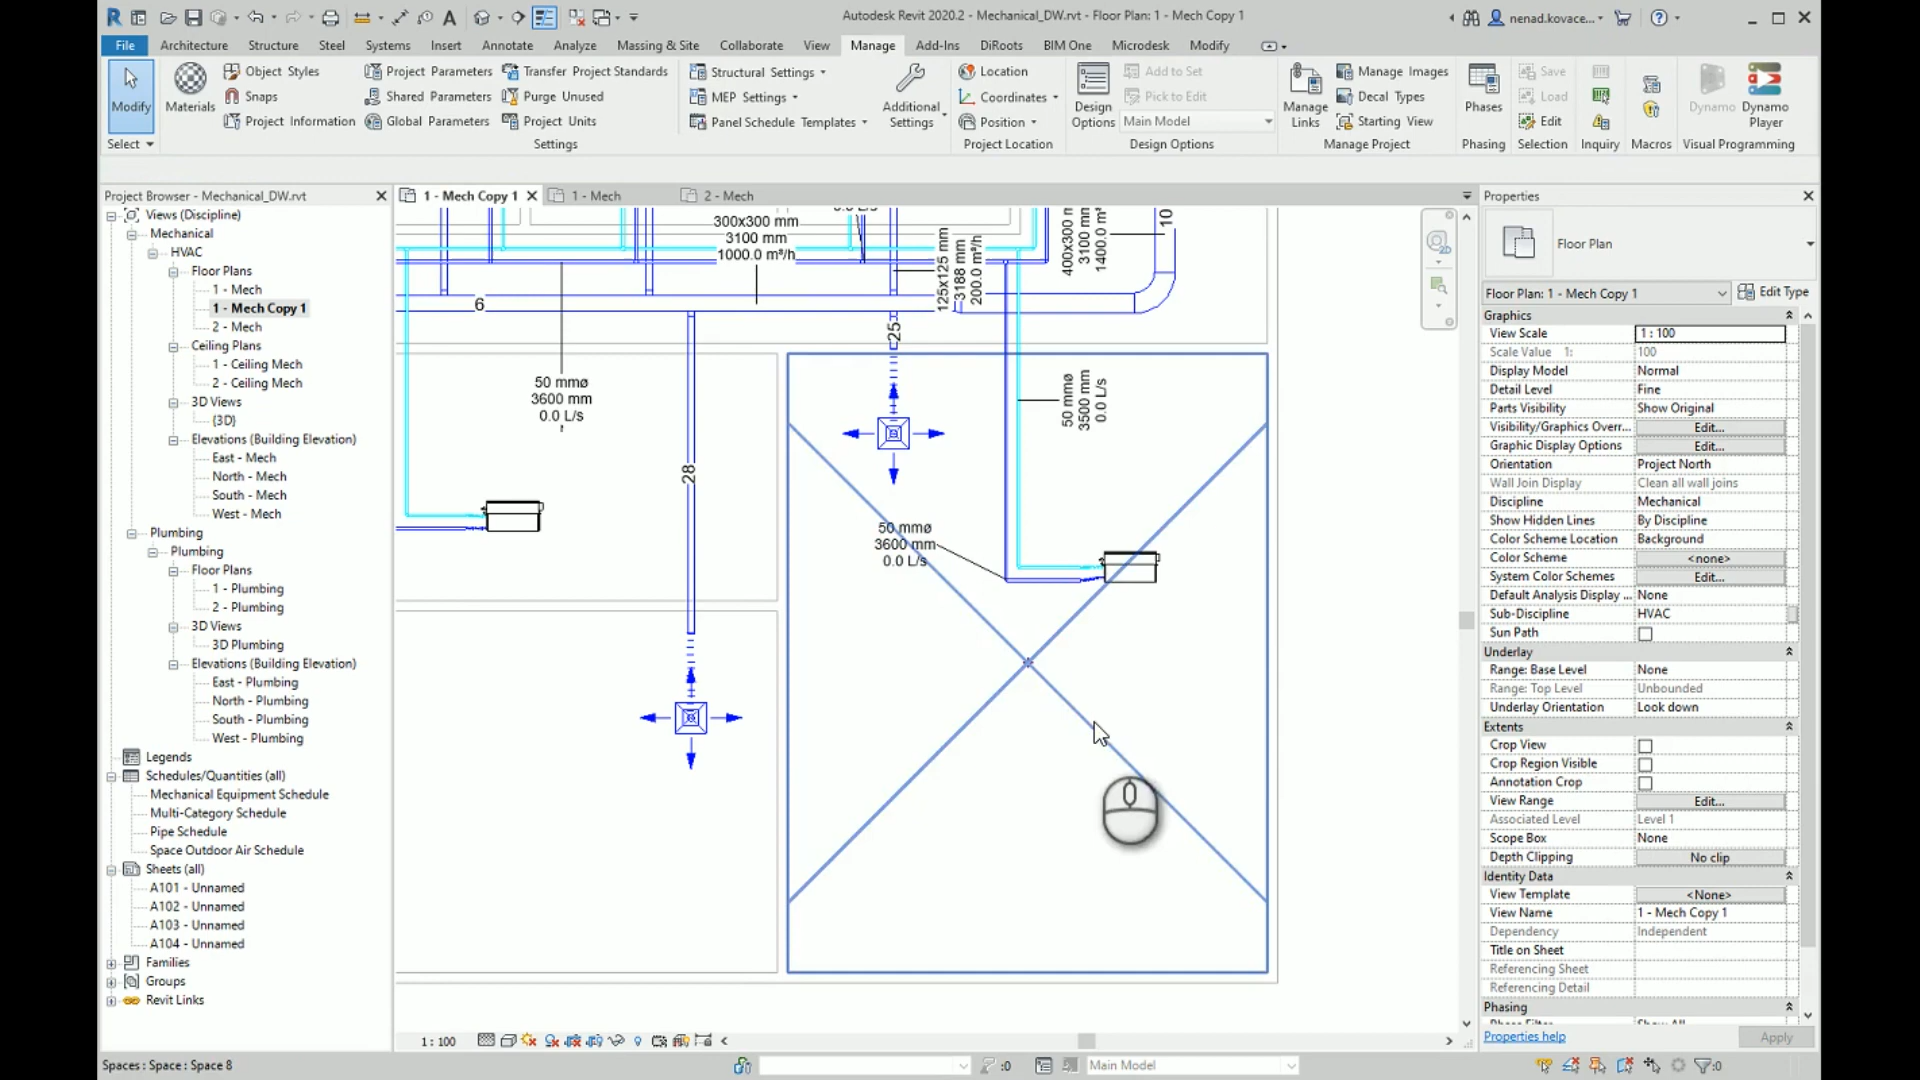 Autodesk Revit 2020.2 - Mechanical_DW.rvt - Floor Plan: 1 - Mech Copy 1
nenad.kovace...
File Architecture Structure Steel Systems Insert Annotate Analyze Massing & Site Collaborate View Manage Add-Ins DiRoots BIM One Microdesk Modify
Modify
Select
Materials
Object Styles
Snaps
Project Information
Project Parameters
Shared Parameters
Global Parameters
Transfer Project Standards
Purge Unused
Project Units
Settings
Structural Settings
MEP Settings
Panel Schedule Templates
Additional
Settings
Location
Coordinates
Position
Project Location
Design
Options
Add to Set
Pick to Edit
Main Model
Design Options
Manage
Links
Manage Images
Decal Types
Starting View
Manage Project
Phases
Phasing
Save
Load
Edit
Selection
Inquiry
Macros
Dynamo
Dynamo
Player
Visual Programming
Project Browser - Mechanical_DW.rvt
Views (Discipline)
Mechanical
HVAC
Floor Plans
1 - Mech
1 - Mech Copy 1
2 - Mech
Ceiling Plans
1 - Ceiling Mech
2 - Ceiling Mech
3D Views
{3D}
Elevations (Building Elevation)
East - Mech
North - Mech
South - Mech
West - Mech
Plumbing
Plumbing
Floor Plans
1 - Plumbing
2 - Plumbing
3D Views
3D Plumbing
Elevations (Building Elevation)
East - Plumbing
North - Plumbing
South - Plumbing
West - Plumbing
Legends
Schedules/Quantities (all)
Mechanical Equipment Schedule
Multi-Category Schedule
Pipe Schedule
Space Outdoor Air Schedule
Sheets (all)
A101 - Unnamed
A102 - Unnamed
A103 - Unnamed
A104 - Unnamed
Families
Groups
Revit Links
1 - Mech Copy 1
1 - Mech
2 - Mech
300x300 mm
3100 mm
1000.0 m³/h
125x125 mm
3188 mm
200.0 m³/h
400x300 m
3100 mm
1400.0 m³
10
6
25
50 mmø
3600 mm
0.0 L/s
28
50 mmø
3500 mm
0.0 L/s
50 mmø
3600 mm
0.0 L/s
2D
Properties
Floor Plan
Floor Plan: 1 - Mech Copy 1
Edit Type
Graphics
View Scale 1 : 100
Scale Value 1: 100
Display Model Normal
Detail Level Fine
Parts Visibility Show Original
Visibility/Graphics Overr... Edit...
Graphic Display Options Edit...
Orientation Project North
Wall Join Display Clean all wall joins
Discipline Mechanical
Show Hidden Lines By Discipline
Color Scheme Location Background
Color Scheme <none>
System Color Schemes Edit...
Default Analysis Display ... None
Sub-Discipline HVAC
Sun Path
Underlay
Range: Base Level None
Range: Top Level Unbounded
Underlay Orientation Look down
Extents
Crop View
Crop Region Visible
Annotation Crop
View Range Edit...
Associated Level Level 1
Scope Box None
Depth Clipping No clip
Identity Data
View Template <None>
View Name 1 - Mech Copy 1
Dependency Independent
Title on Sheet
Referencing Sheet
Referencing Detail
Phasing
Properties help
Apply
1 : 100
Spaces : Space : Space 8
:0
Main Model
:0